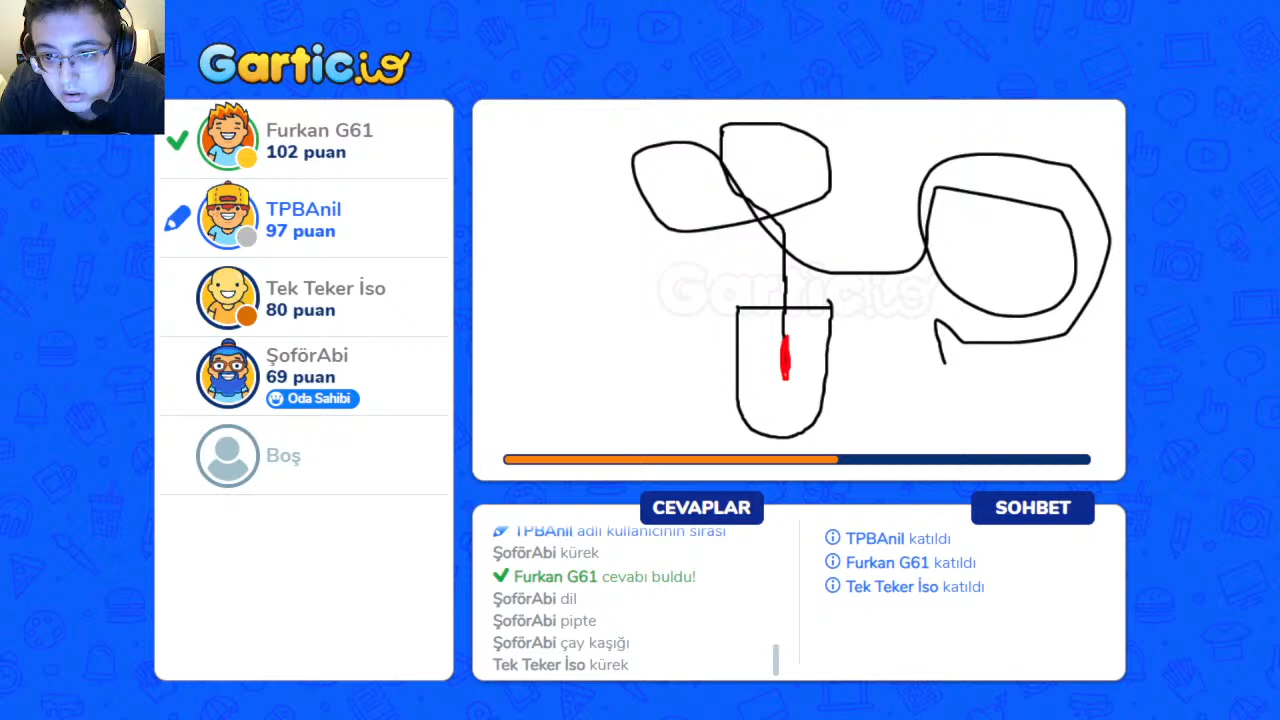 Gartic.io
Furkan G61
102 puan
TPBAnil
97 puan
Tek Teker İso
80 puan
ŞoförAbi
69 puan
Oda Sahibi
Boş
Gartic.io
CEVAPLAR
TPBAnil adlı kullanıcının sırası
ŞoförAbi kürek
Furkan G61 cevabı buldu!
ŞoförAbi dil
ŞoförAbi pipte
ŞoförAbi çay kaşığı
Tek Teker İso kürek
SOHBET
TPBAnil katıldı
Furkan G61 katıldı
Tek Teker İso katıldı